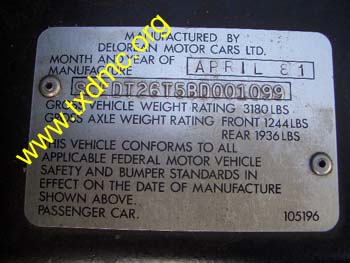 MANUFACTURED BY
DELOREAN MOTOR CARS LTD.
MONTH AND YEAR OF
MANUFACTURE APRIL 81
DT26T5BD001099
GROSS VEHICLE WEIGHT RATING 3180 LBS
GROSS AXLE WEIGHT RATING FRONT 1244 LBS
REAR 1936 LBS
THIS VEHICLE CONFORMS TO ALL
APPLICABLE FEDERAL MOTOR VEHICLE
SAFETY AND BUMPER STANDARDS IN
EFFECT ON THE DATE OF MANUFACTURE
SHOWN ABOVE.
PASSENGER CAR. 105196
www.txdmc.org